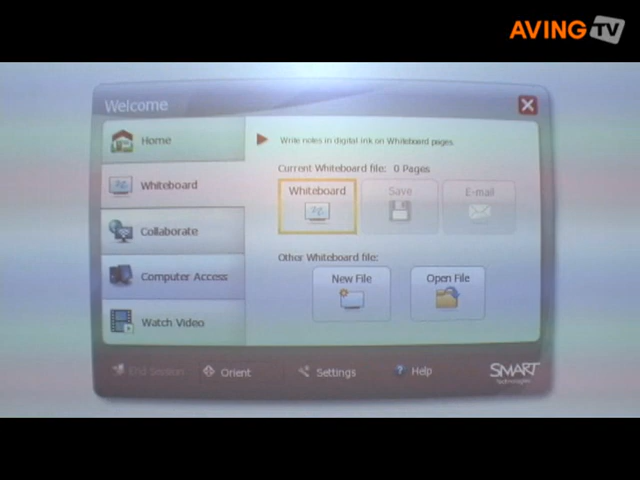 AVING TV
Welcome
Home
Write notes in digital ink on Whiteboard pages.
Whiteboard
Current Whiteboard file: 0 Pages
Whiteboard
Save
E-mail
Collaborate
Other Whiteboard file:
Computer Access
New File
Open File
Watch Video
End Session
Orient
Settings
? Help
SMART
Technologies